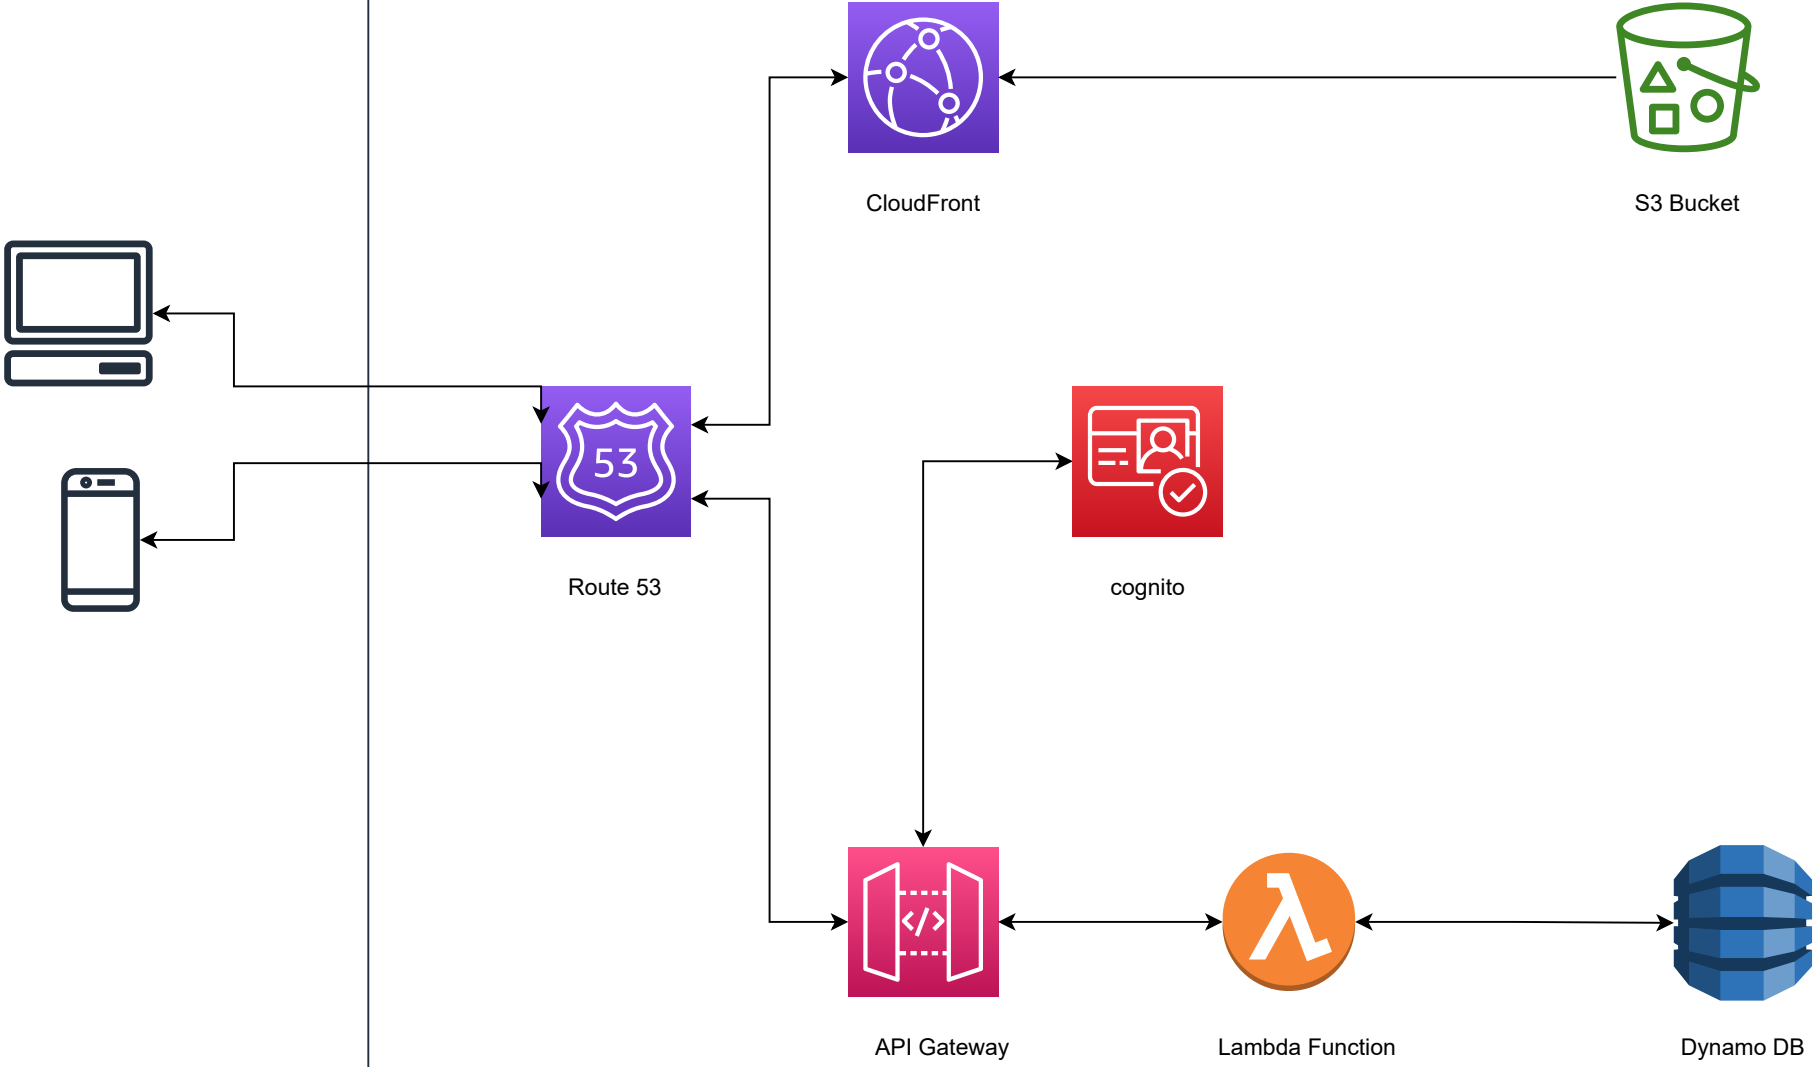 CloudFront
S3 Bucket
53
Route 53
cognito
</>
API Gateway
Lambda Function
Dynamo DB